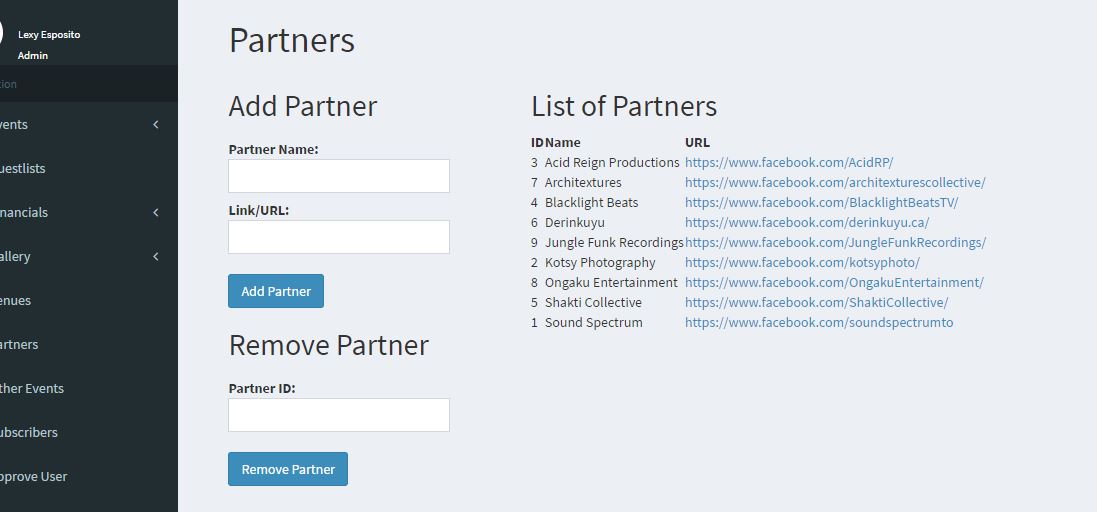 Lexy Esposito
Admin
Partners
Add Partner
Partner Name:
Link/URL:
Add Partner
Remove Partner
Partner ID:
Remove Partner
List of Partners
ID Name URL
3 Acid Reign Productions https://www.facebook.com/AcidRP/
7 Architextures https://www.facebook.com/architexturescollective/
4 Blacklight Beats https://www.facebook.com/BlacklightBeatsTV/
6 Derinkuyu https://www.facebook.com/derinkuyu.ca/
9 Jungle Funk Recordings https://www.facebook.com/JungleFunkRecordings/
2 Kotsy Photography https://www.facebook.com/kotsyphoto/
8 Ongaku Entertainment https://www.facebook.com/OngakuEntertainment/
5 Shakti Collective https://www.facebook.com/ShaktiCollective/
1 Sound Spectrum https://www.facebook.com/soundspectrumto
tion
vents
uestlists
nancials
allery
enues
artners
ther Events
ubscribers
pprove User